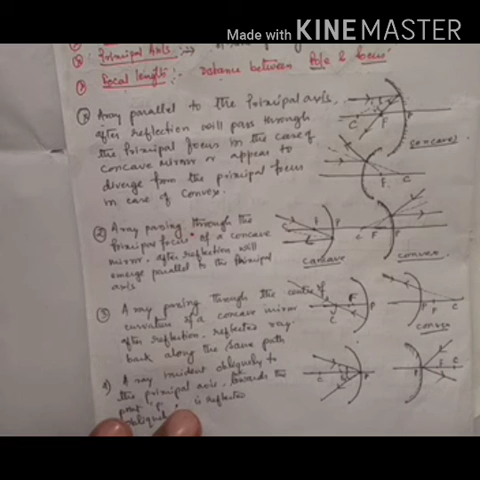 Made with KINEMASTER
Principal Axis :-
Focal length :- Distance between Pole & focus.
① A ray parallel to the Principal axis,
after reflection will pass through
the Principal focus in the case of
concave mirror or appear to
diverge from the principal focus
in case of Convex.
concave)
② A ray passing through the
Principal focus of a concave
mirror, after reflection will
emerge parallel to the Principal
axis
concave
convex
③ A ray passing through the centre of
curvature of a concave mirror
after reflection, reflected ray
back along the same path
convex
4) A ray incident obliquely to
the principal axis, towards the
point 'P'
is reflected
obliquely